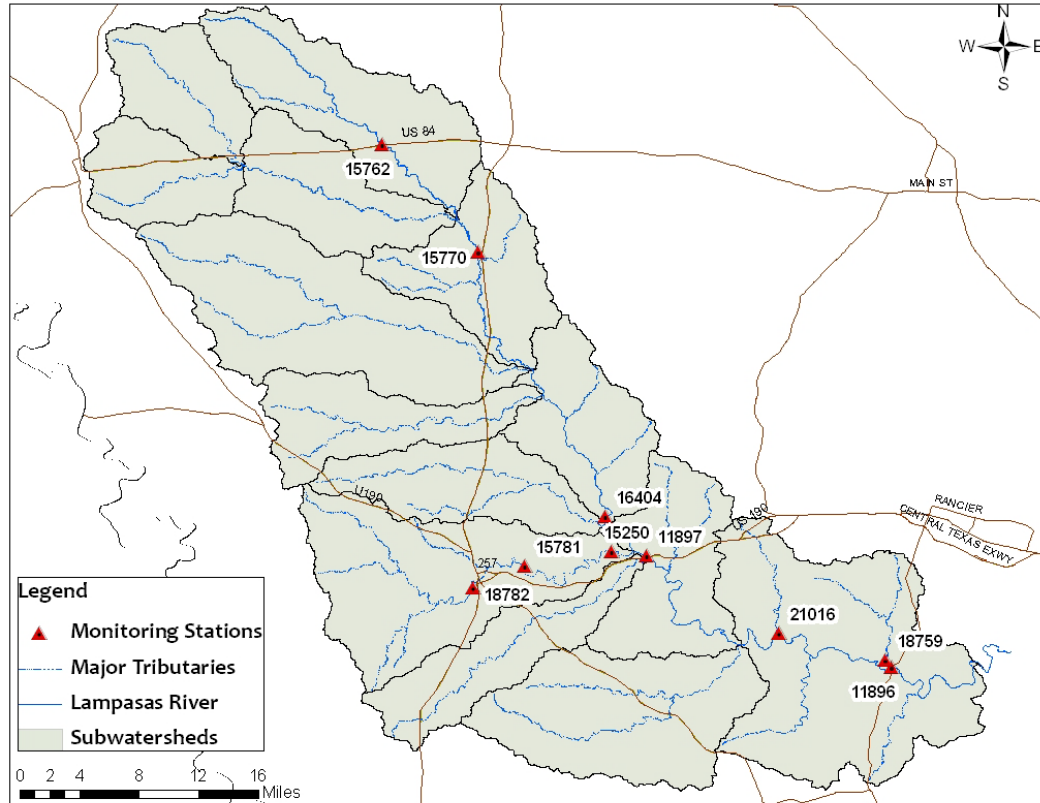 N
W E
S
US 84
15762
MAIN ST
15770
U190
16404
US 190
RANCIER
CENTRAL TEXAS EXWY
15250
11897
15781
257
18782
21016
18759
11896
Legend
Monitoring Stations
Major Tributaries
Lampasas River
Subwatersheds
0 2 4 8 12 16
Miles